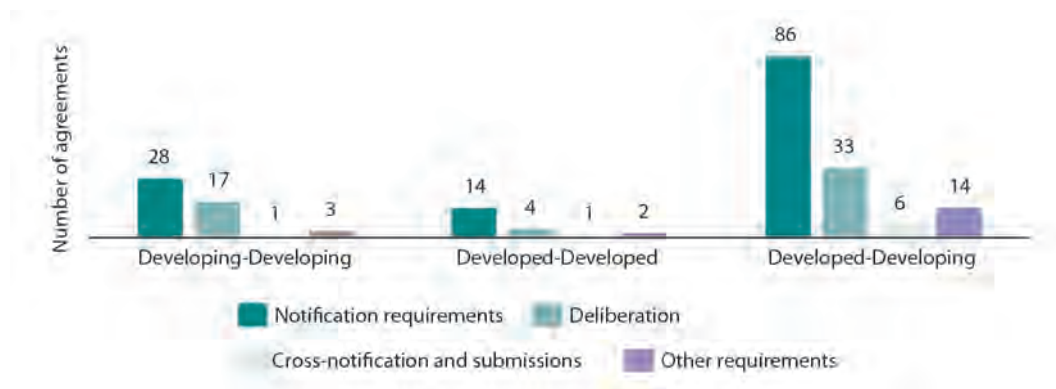 Number of agreements
28
17
1
3
14
4
1
2
86
33
6
14
Developing-Developing
Developed-Developed
Developed-Developing
Notification requirements
Deliberation
Cross-notification and submissions
Other requirements